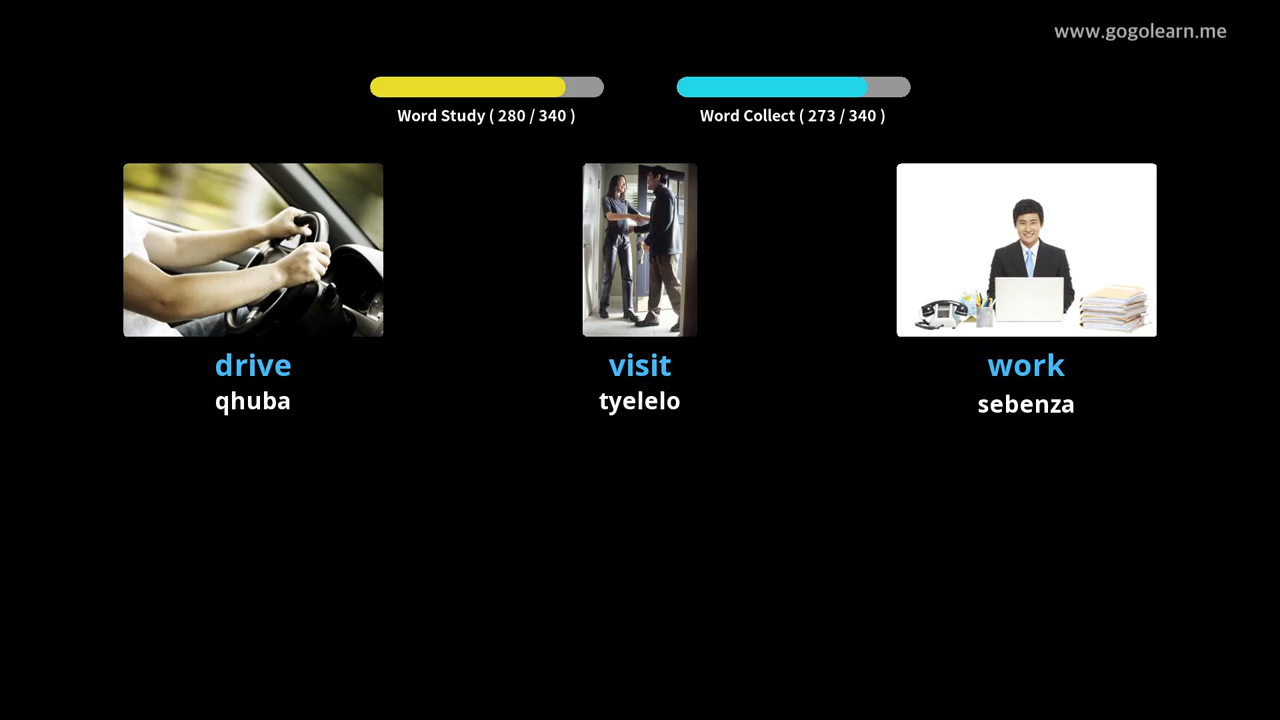 www.gogolearn.me
Word Study ( 280 / 340 )
Word Collect ( 273 / 340 )
drive
qhuba
visit
tyelelo
work
sebenza